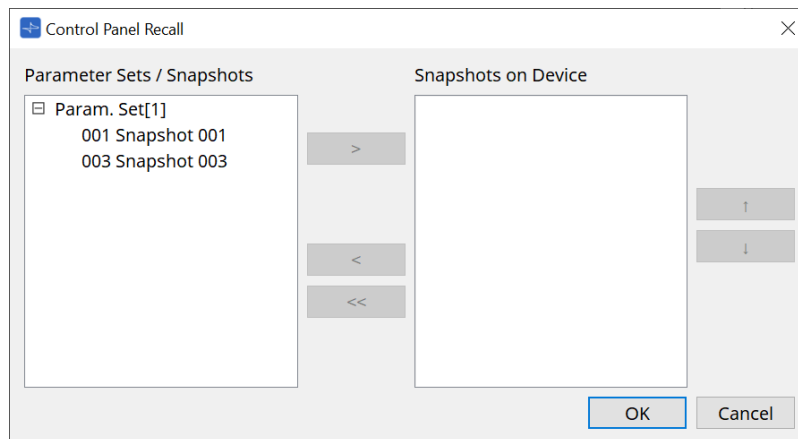 Control Panel Recall
Parameter Sets / Snapshots
Snapshots on Device
Param. Set[1]
001 Snapshot 001
003 Snapshot 003
>
<
<<
↑
↓
OK
Cancel